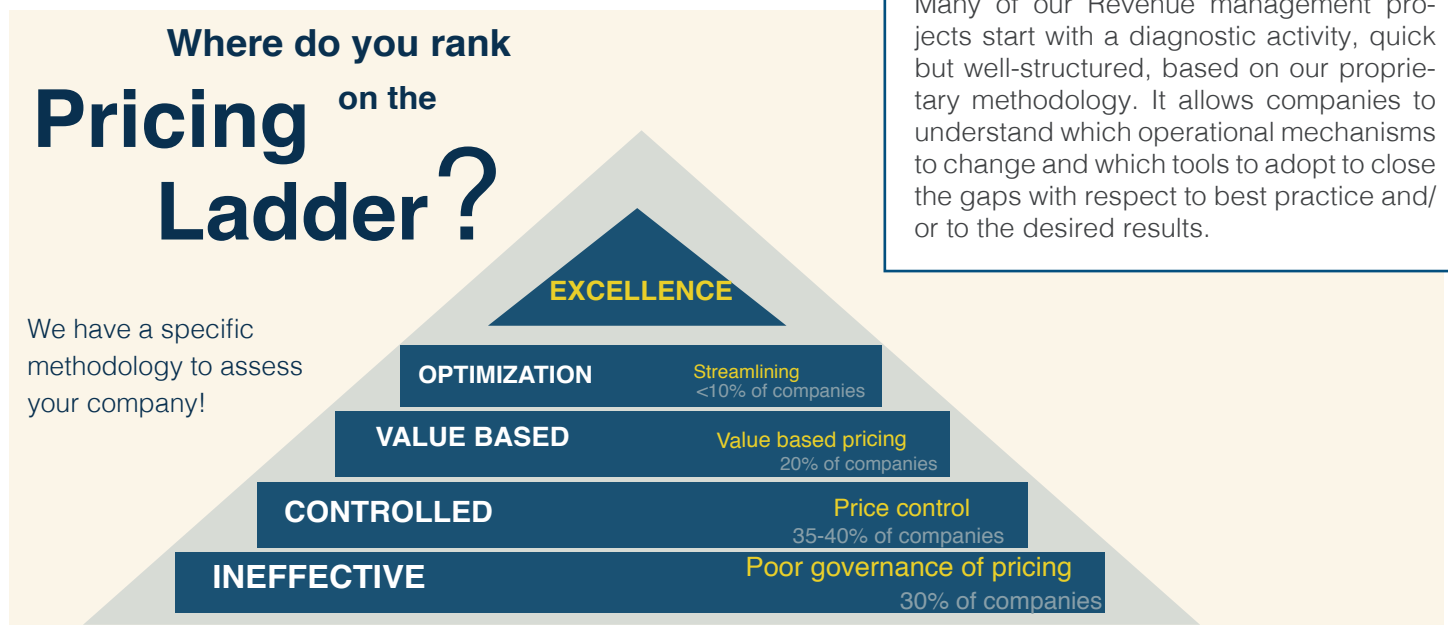 Where do you rank
on the
Pricing
Ladder?
We have a specific
methodology to assess
your company!
Many of our Revenue management pro-
jects start with a diagnostic activity, quick
but well-structured, based on our proprie-
tary methodology. It allows companies to
understand which operational mechanisms
to change and which tools to adopt to close
the gaps with respect to best practice and/
or to the desired results.
EXCELLENCE
OPTIMIZATION
Streamlining
<10% of companies
VALUE BASED
Value based pricing
20% of companies
CONTROLLED
Price control
35-40% of companies
INEFFECTIVE
Poor governance of pricing
30% of companies